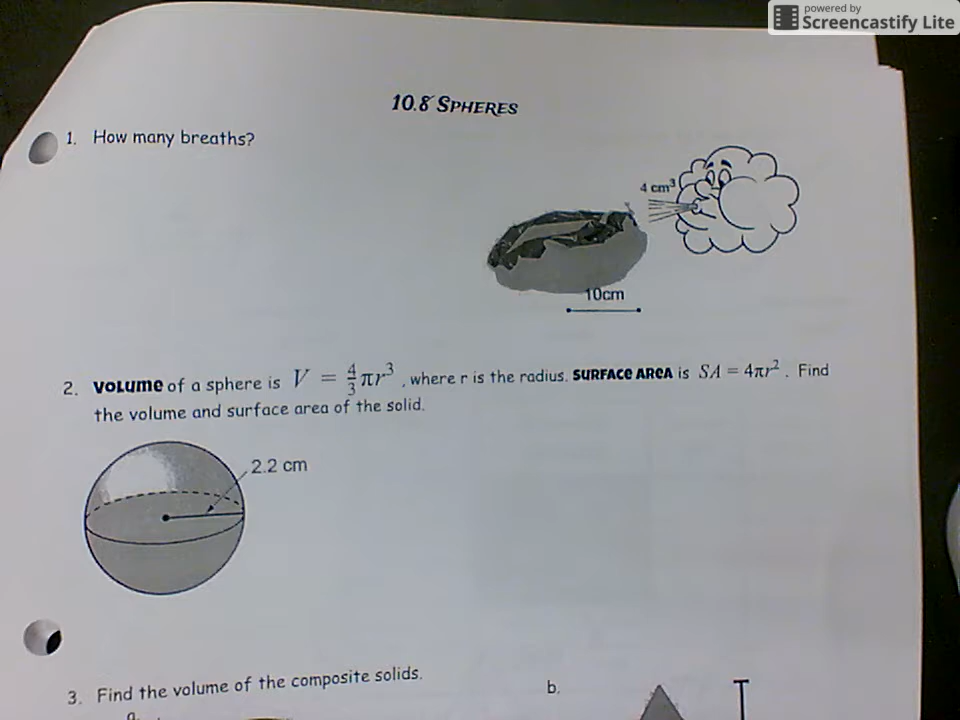 powered by
Screencastify Lite
10.8 SPHERES
1. How many breaths?
4 cm³
10cm
2. VOLUME of a sphere is V = 4/3 πr³, where r is the radius. SURFACE AREA is SA = 4πr². Find
the volume and surface area of the solid.
2.2 cm
3. Find the volume of the composite solids.
a.
b.